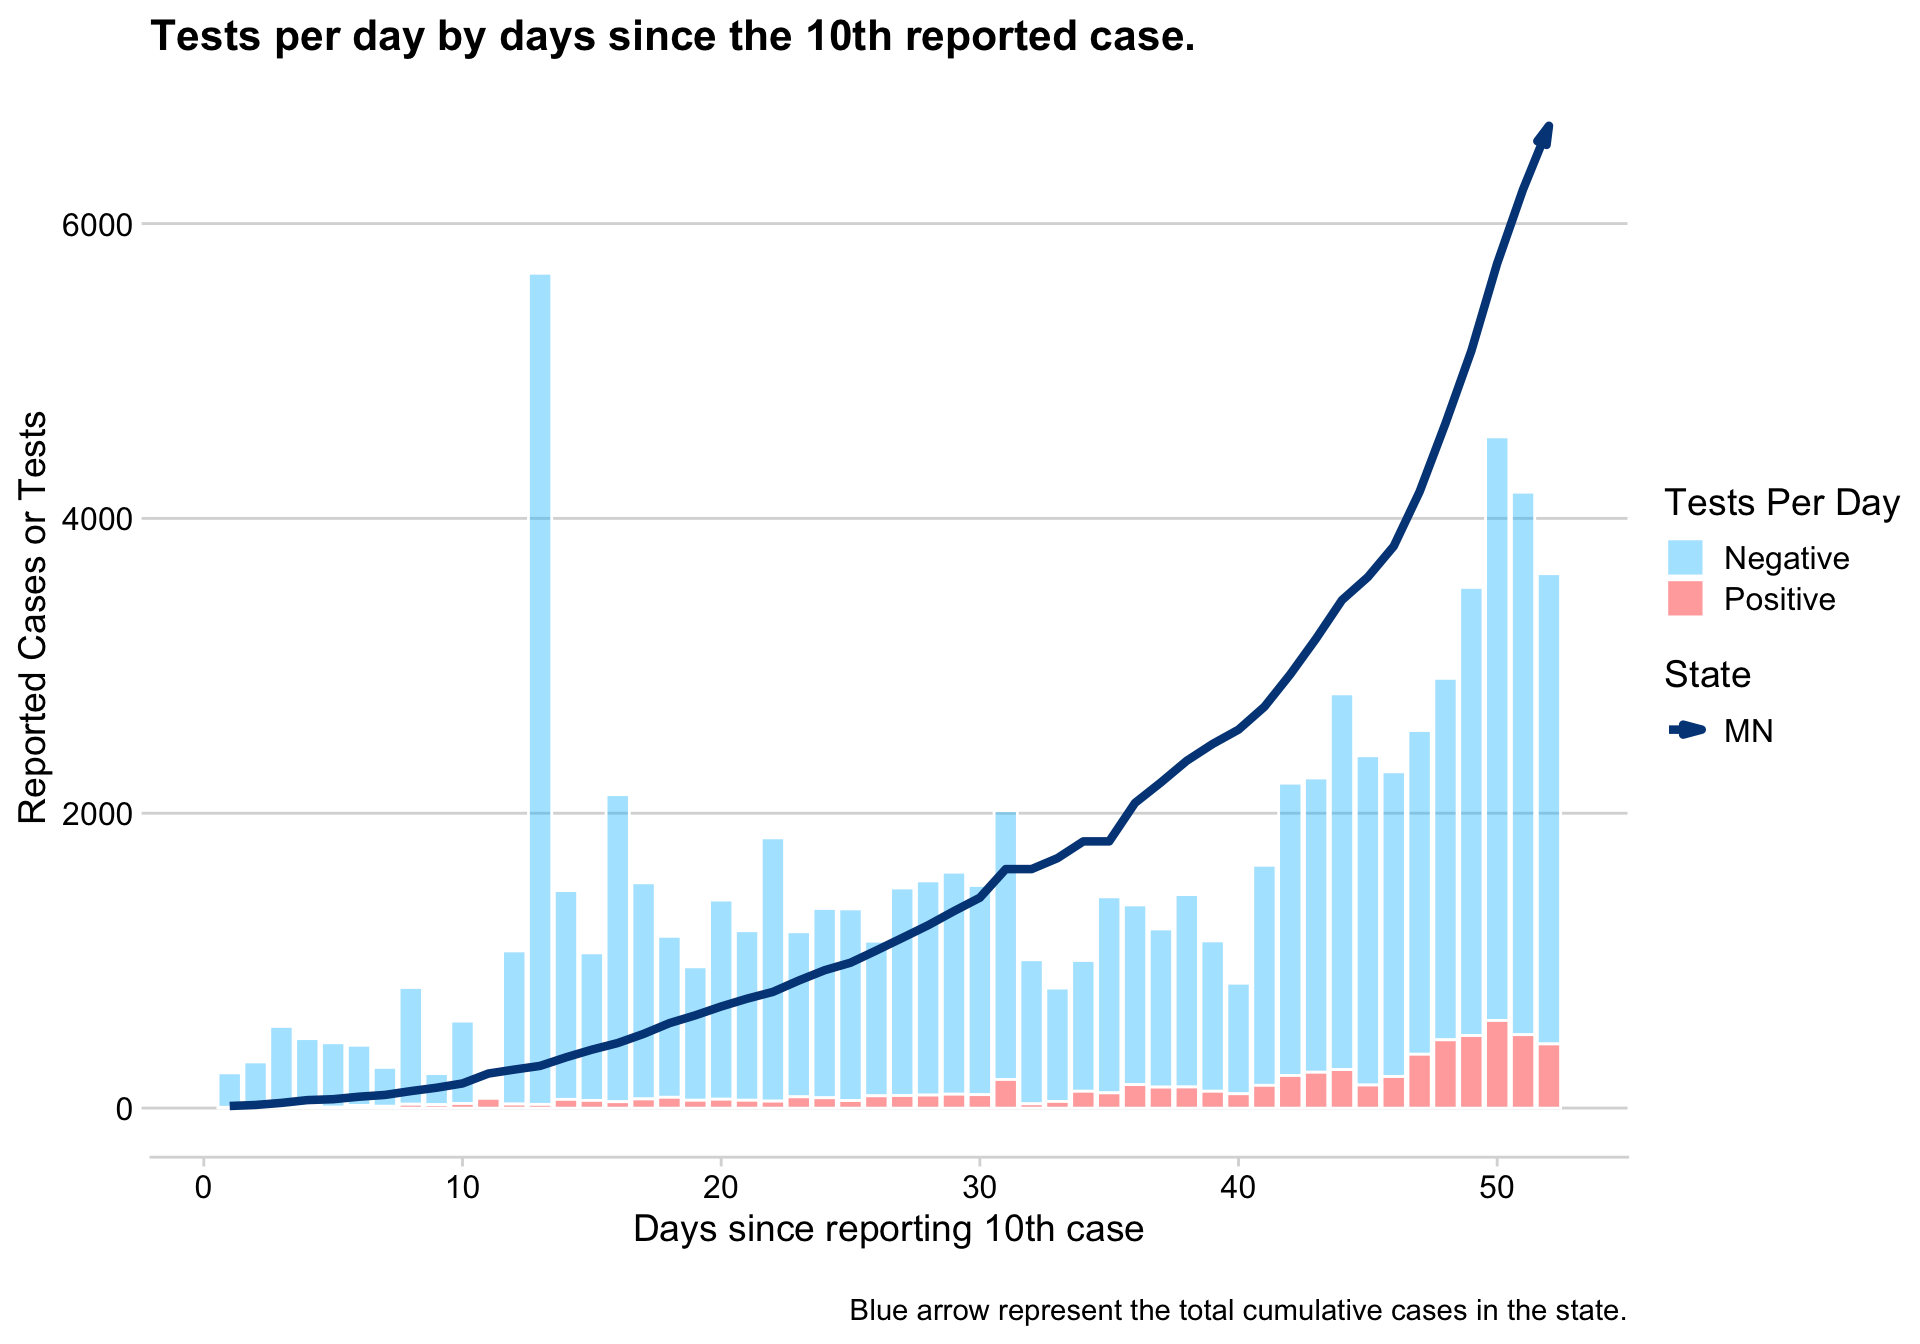 Tests per day by days since the 10th reported case.
Reported Cases or Tests
6000
4000
2000
0
0 10 20 30 40 50
Days since reporting 10th case
Tests Per Day
Negative
Positive
State
MN
Blue arrow represent the total cumulative cases in the state.